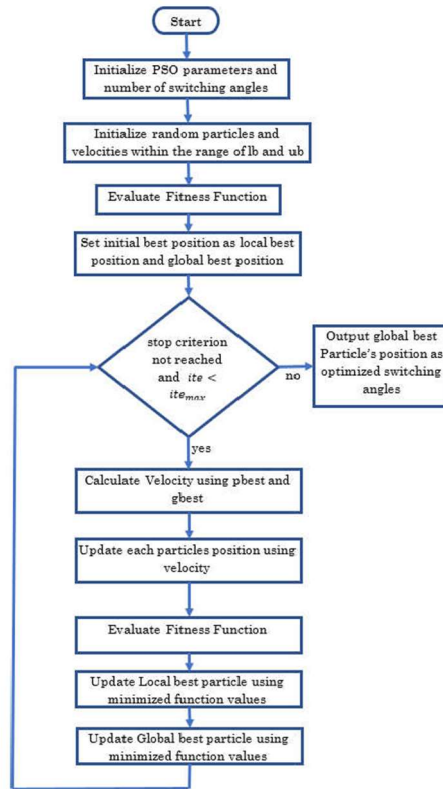 Start
Initialize PSO parameters and
number of switching angles
Initialize random particles and
velocities within the range of lb and ub
Evaluate Fitness Function
Set initial best position as local best
position and global best position
stop criterion
not reached
and ite <
ite_max
no
Output global best
Particle's position as
optimized switching
angles
yes
Calculate Velocity using pbest and
gbest
Update each particles position using
velocity
Evaluate Fitness Function
Update Local best particle using
minimized function values
Update Global best particle using
minimized function values